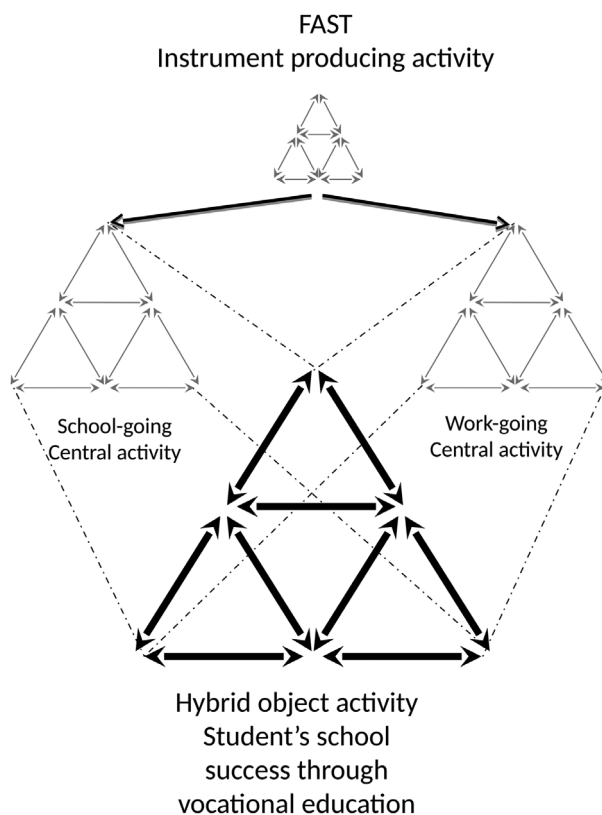 FAST
Instrument producing activity
School-going
Central activity
Work-going
Central activity
Hybrid object activity
Student’s school
success through
vocational education